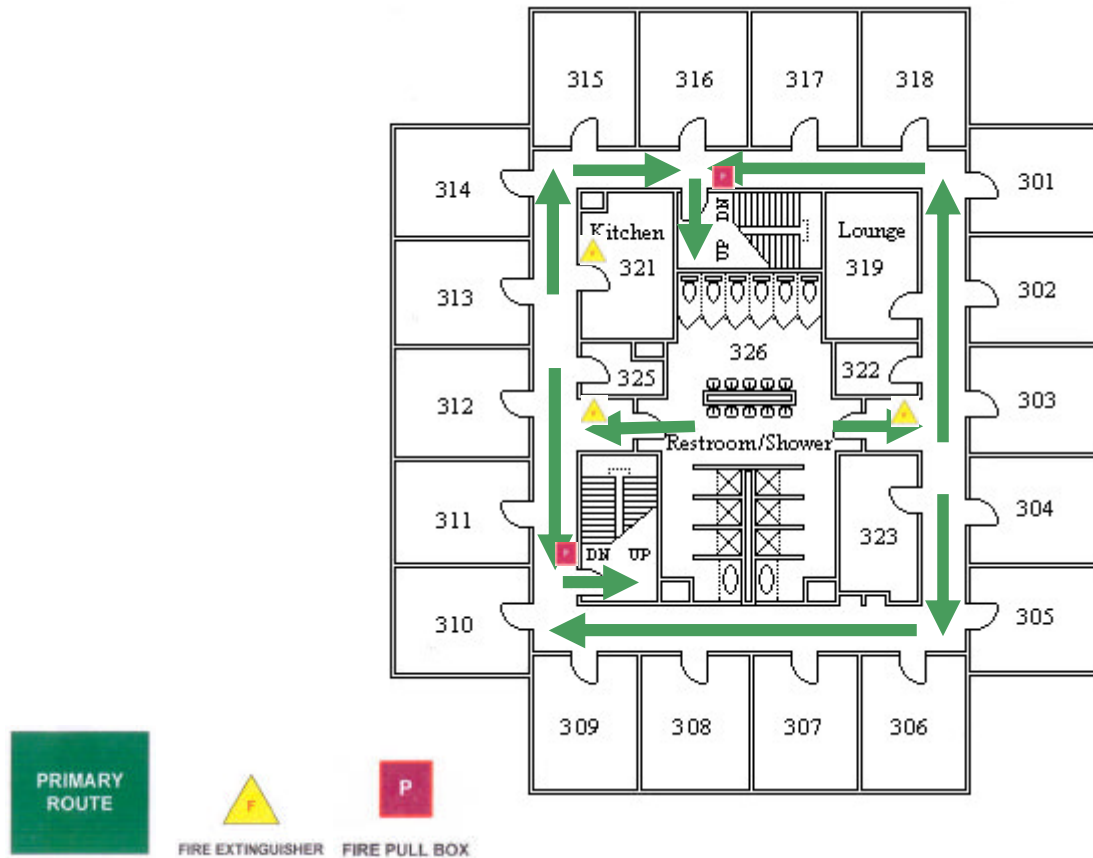 315 316 317 318
314 301
P
DN
Kitchen Lounge
UP
F
321 319
313 302
326
325 322
312 303
F F
Restroom/Shower
311 304
323
P DN UP
310 305
309 308 307 306
PRIMARY
ROUTE
F
FIRE EXTINGUISHER
P
FIRE PULL BOX